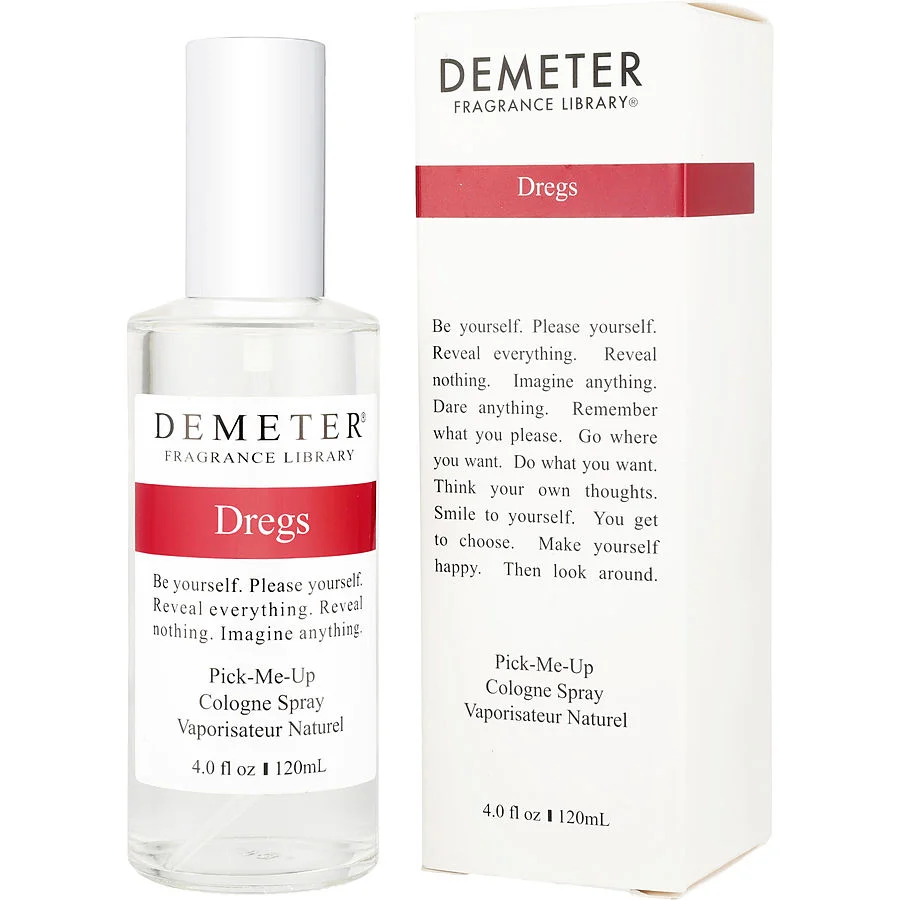 DEMETER®
FRAGRANCE LIBRARY
Dregs
Be yourself. Please yourself.
Reveal everything. Reveal
nothing. Imagine anything.
Pick-Me-Up
Cologne Spray
Vaporisateur Naturel
4.0 fl oz 120mL
DEMETER
FRAGRANCE LIBRARY®
Dregs
Be yourself. Please yourself.
Reveal everything. Reveal
nothing. Imagine anything.
Dare anything. Remember
what you please. Go where
you want. Do what you want.
Think your own thoughts.
Smile to yourself. You get
to choose. Make yourself
happy. Then look around.
Pick-Me-Up
Cologne Spray
Vaporisateur Naturel
4.0 fl oz 120mL